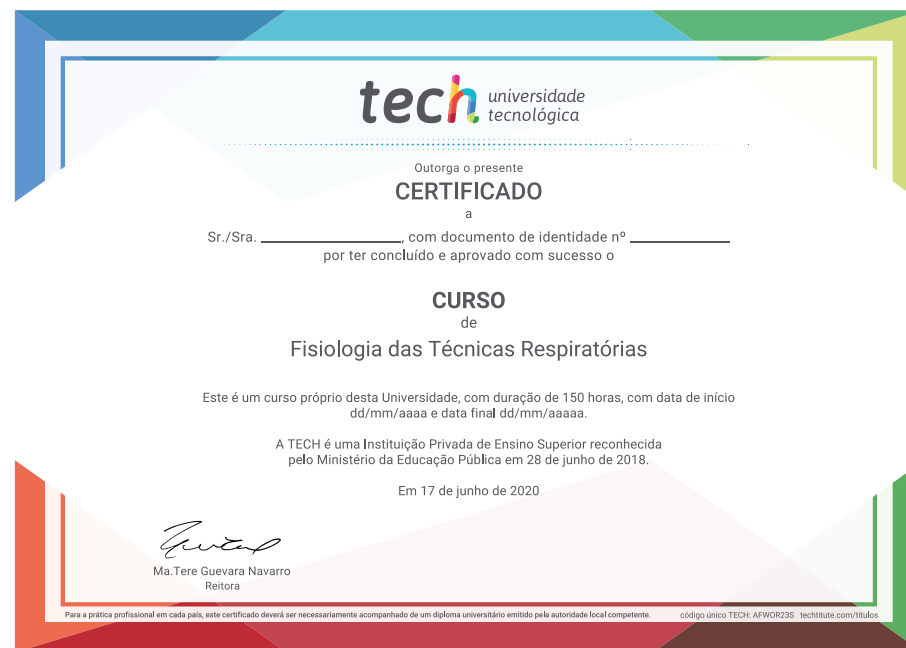 tech universidade
tecnológica
Outorga o presente
CERTIFICADO
a
Sr./Sra. , com documento de identidade nº
por ter concluído e aprovado com sucesso o
CURSO
de
Fisiologia das Técnicas Respiratórias
Este é um curso próprio desta Universidade, com duração de 150 horas, com data de início
dd/mm/aaaa e data final dd/mm/aaaaa.
A TECH é uma Instituição Privada de Ensino Superior reconhecida
pelo Ministério da Educação Pública em 28 de junho de 2018.
Em 17 de junho de 2020
Ma.Tere Guevara Navarro
Reitora
Para a prática profissional em cada país, este certificado deverá ser necessariamente acompanhado de um diploma universitário emitido pela autoridade local competente.
código único TECH: AFWOR23S techtitute.com/titulos